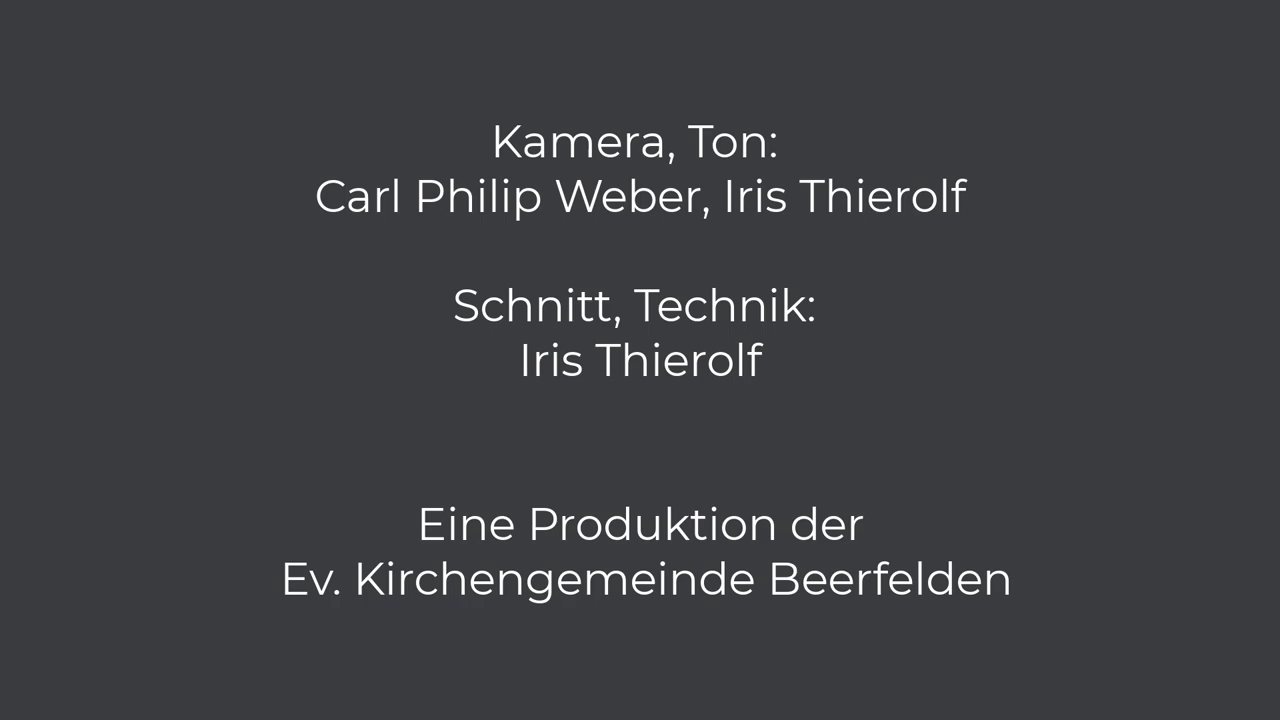 Kamera, Ton:
Carl Philip Weber, Iris Thierolf
Schnitt, Technik:
Iris Thierolf
Eine Produktion der
Ev. Kirchengemeinde Beerfelden